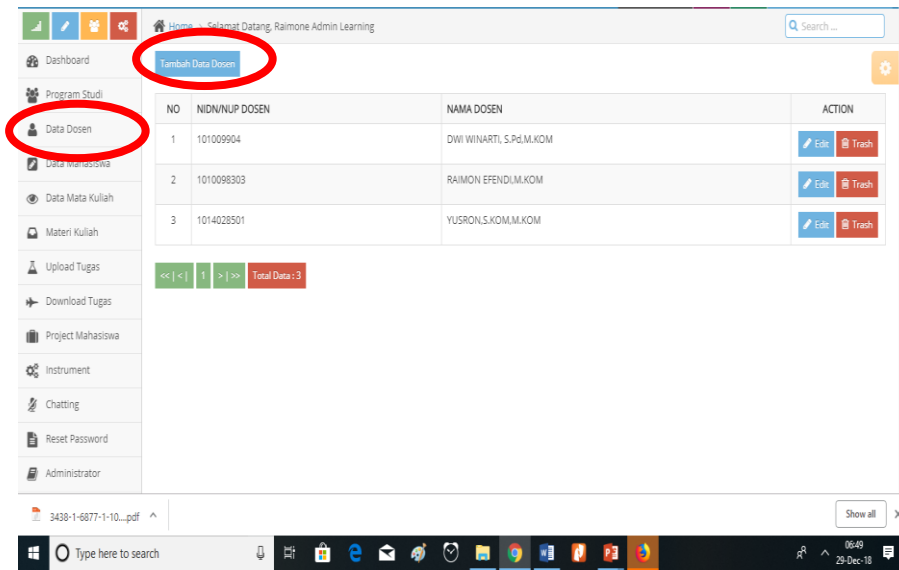 Home > Selamat Datang, Raimone Admin Learning
Search ...
Dashboard
Program Studi
Data Dosen
Data Mahasiswa
Data Mata Kuliah
Materi Kuliah
Upload Tugas
Download Tugas
Project Mahasiswa
Instrument
Chatting
Reset Password
Administrator
Tambah Data Dosen
NO NIDN/NUP DOSEN NAMA DOSEN ACTION
1 101009904 DWI WINARTI, S.Pd,M.KOM Edit Trash
2 1010098303 RAIMON EFENDI,M.KOM Edit Trash
3 1014028501 YUSRON,S.KOM,M.KOM Edit Trash
<< | < | 1 > | >> Total Data : 3
3438-1-6877-1-10....pdf Show all
Type here to search 06:49
29-Dec-18